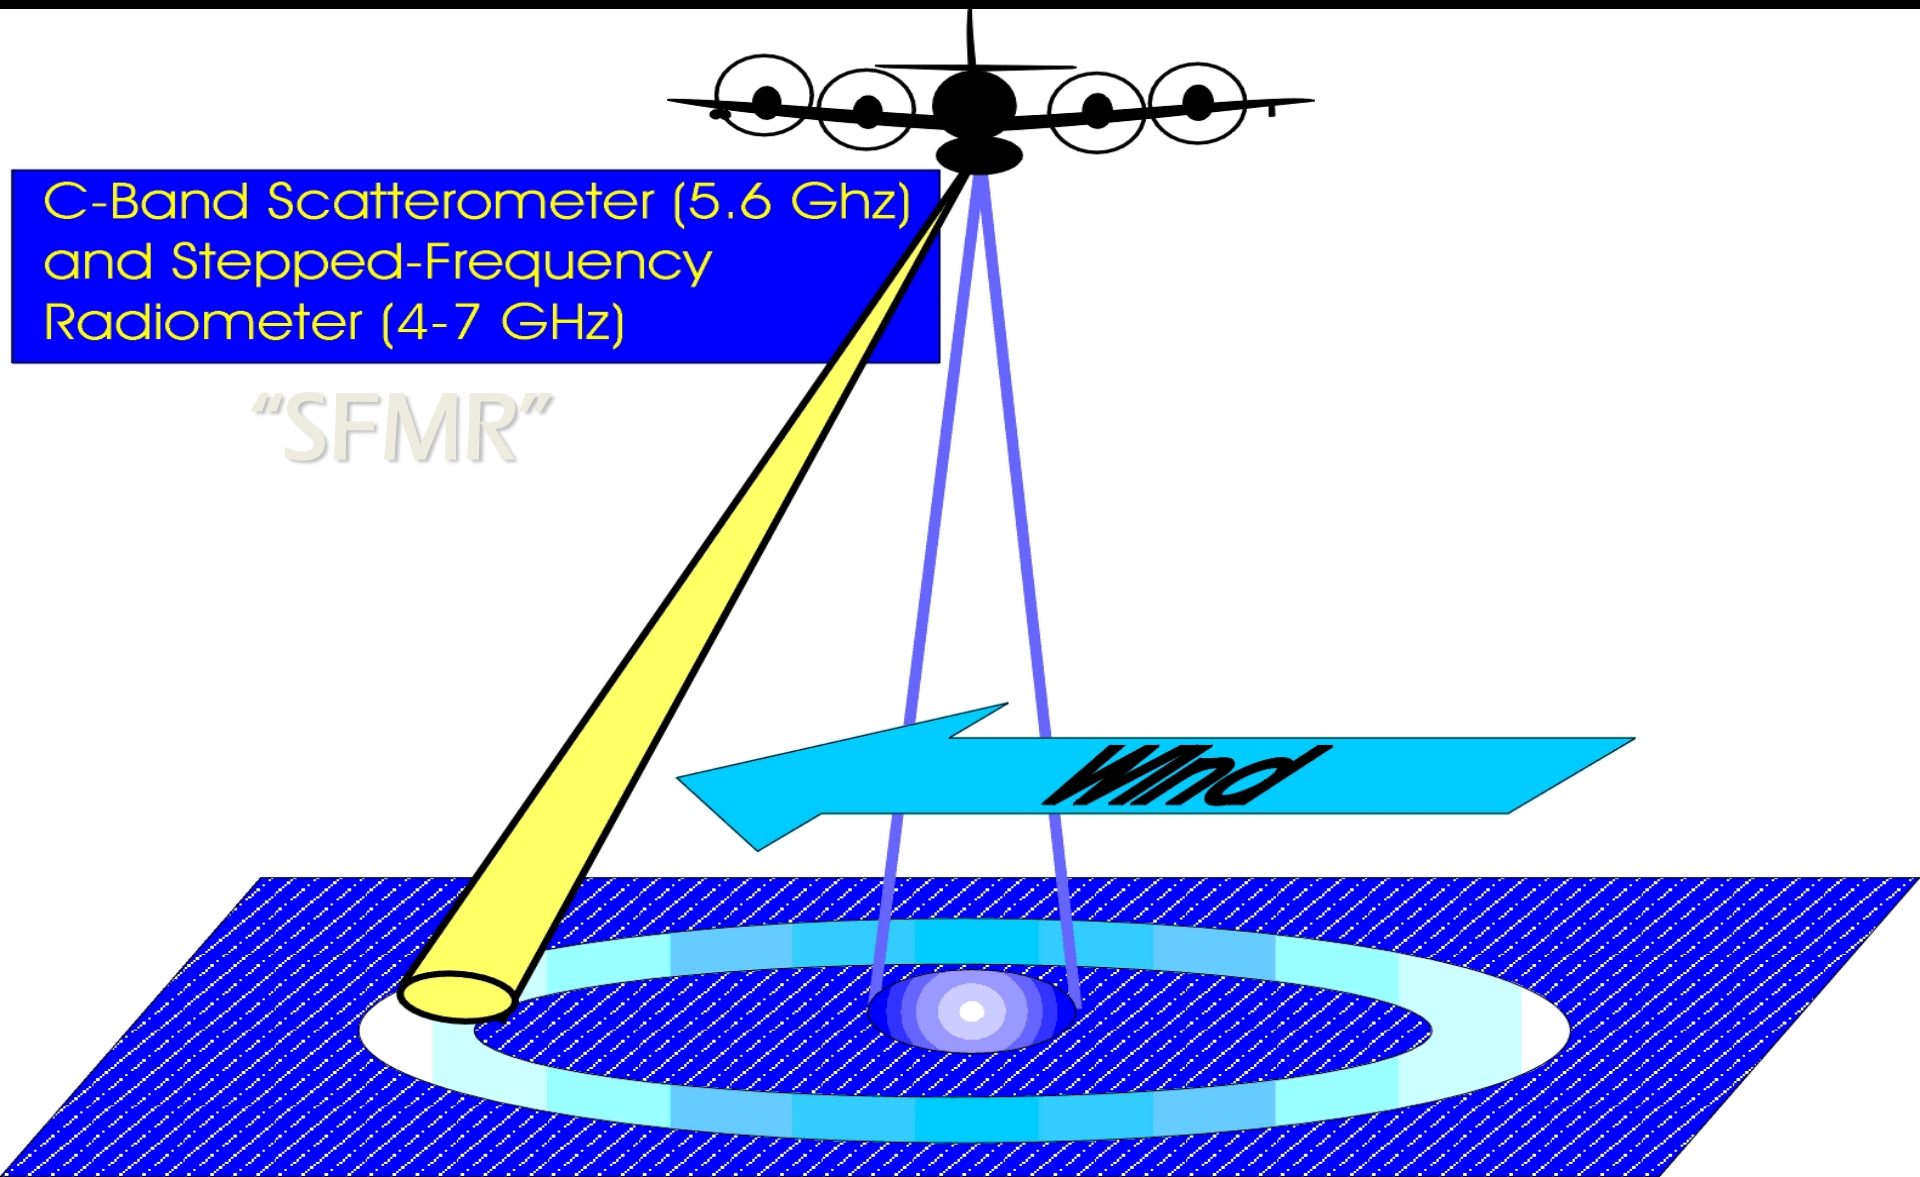 C-Band Scatterometer (5.6 Ghz)
and Stepped-Frequency
Radiometer (4-7 GHz)
“SFMR”
Wind